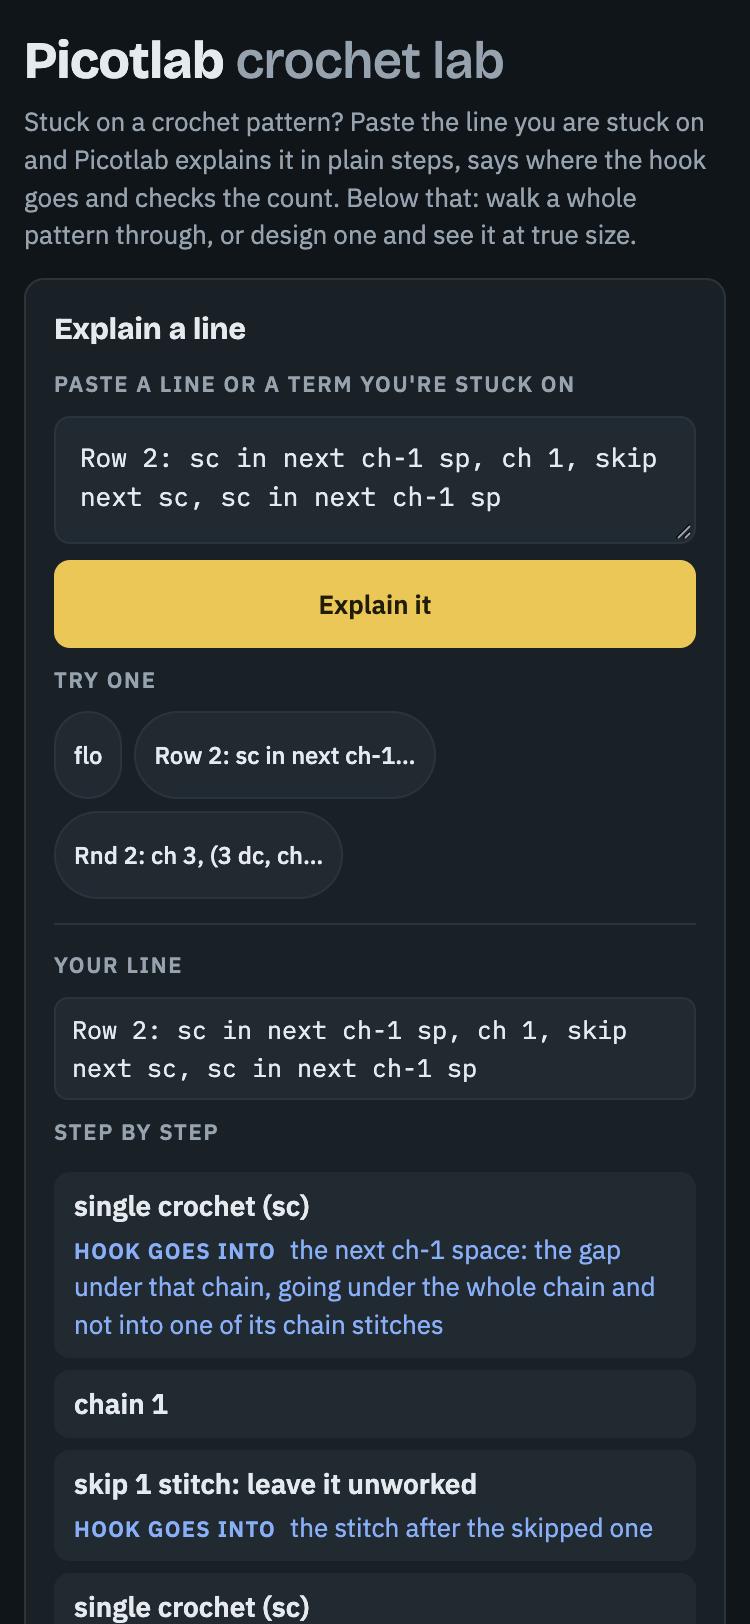 Picotlab crochet lab
Stuck on a crochet pattern? Paste the line you are stuck on
and Picotlab explains it in plain steps, says where the hook
goes and checks the count. Below that: walk a whole
pattern through, or design one and see it at true size.
Explain a line
PASTE A LINE OR A TERM YOU'RE STUCK ON
Row 2: sc in next ch-1 sp, ch 1, skip
next sc, sc in next ch-1 sp
Explain it
TRY ONE
flo
Row 2: sc in next ch-1...
Rnd 2: ch 3, (3 dc, ch...
YOUR LINE
Row 2: sc in next ch-1 sp, ch 1, skip
next sc, sc in next ch-1 sp
STEP BY STEP
single crochet (sc)
HOOK GOES INTO the next ch-1 space: the gap
under that chain, going under the whole chain and
not into one of its chain stitches
chain 1
skip 1 stitch: leave it unworked
HOOK GOES INTO the stitch after the skipped one
single crochet (sc)